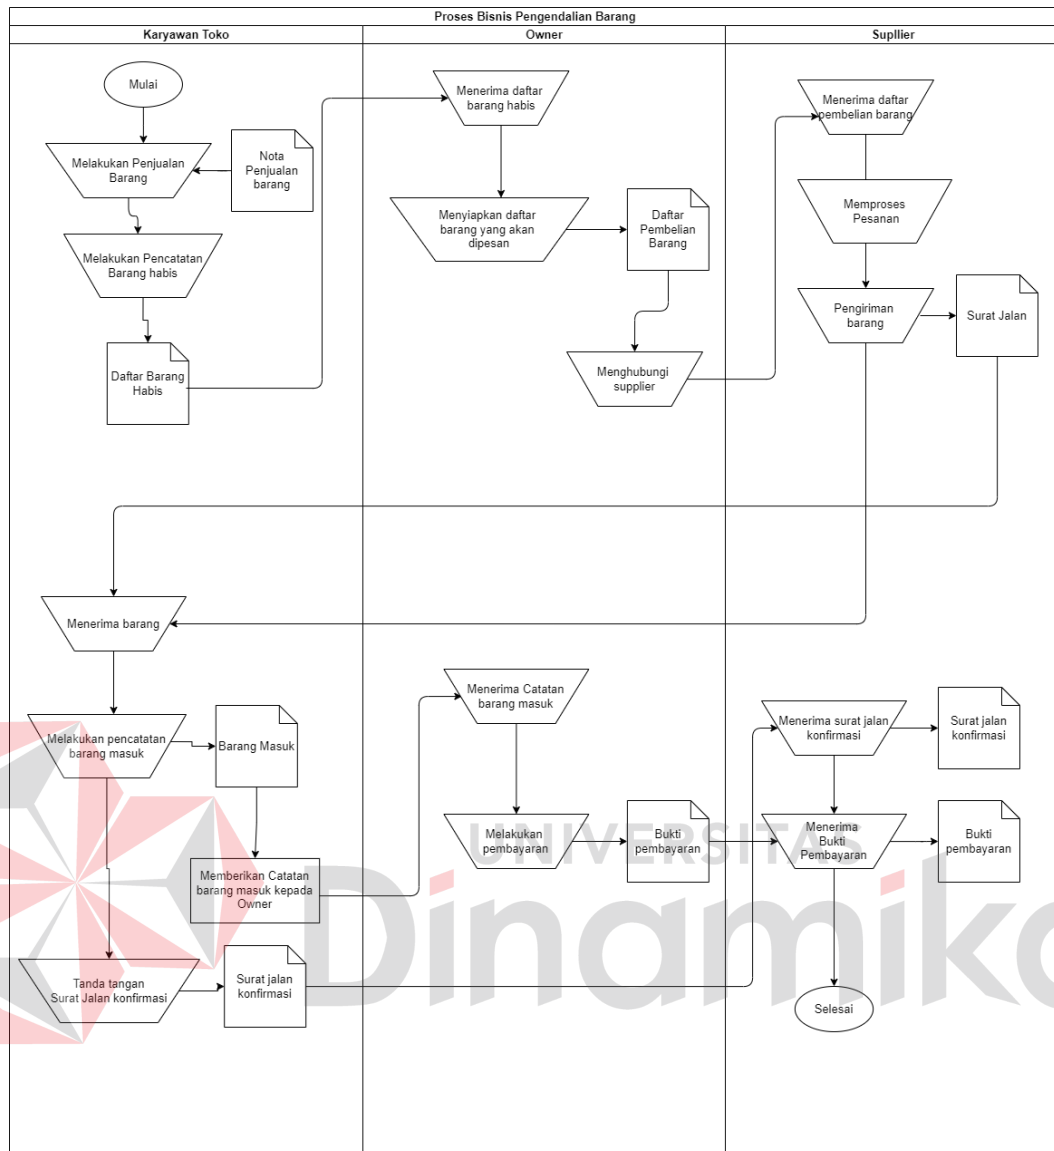 Proses Bisnis Pengendalian Barang
Karyawan Toko
Owner
Supllier
Mulai
Melakukan Penjualan
Barang
Nota
Penjualan
barang
Melakukan Pencatatan
Barang habis
Daftar Barang
Habis
Menerima daftar
barang habis
Menyiapkan daftar
barang yang akan
dipesan
Daftar
Pembelian
Barang
Menghubungi
supplier
Menerima daftar
pembelian barang
Memproses
Pesanan
Pengiriman
barang
Surat Jalan
Menerima barang
Melakukan pencatatan
barang masuk
Barang Masuk
Memberikan Catatan
barang masuk kepada
Owner
Tanda tangan
Surat Jalan konfirmasi
Surat jalan
konfirmasi
Menerima Catatan
barang masuk
Melakukan
pembayaran
Bukti
pembayaran
Menerima surat jalan
konfirmasi
Surat jalan
konfirmasi
Menerima
Bukti
Pembayaran
Bukti
pembayaran
Selesai
UNIVERSITAS
Dinamika